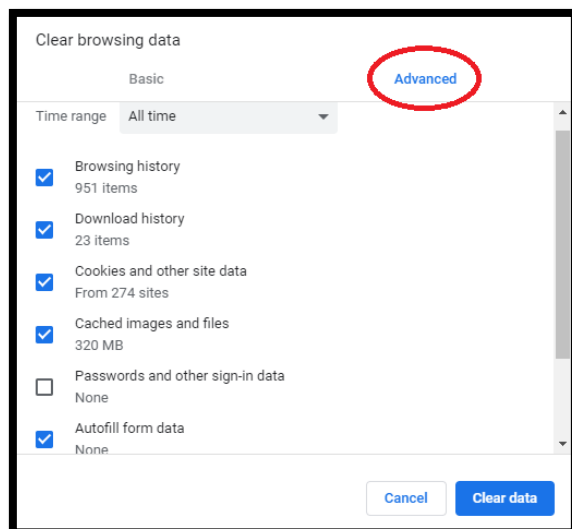 Clear browsing data
Basic Advanced
Time range All time
Browsing history
951 items
Download history
23 items
Cookies and other site data
From 274 sites
Cached images and files
320 MB
Passwords and other sign-in data
None
Autofill form data
None
Cancel Clear data